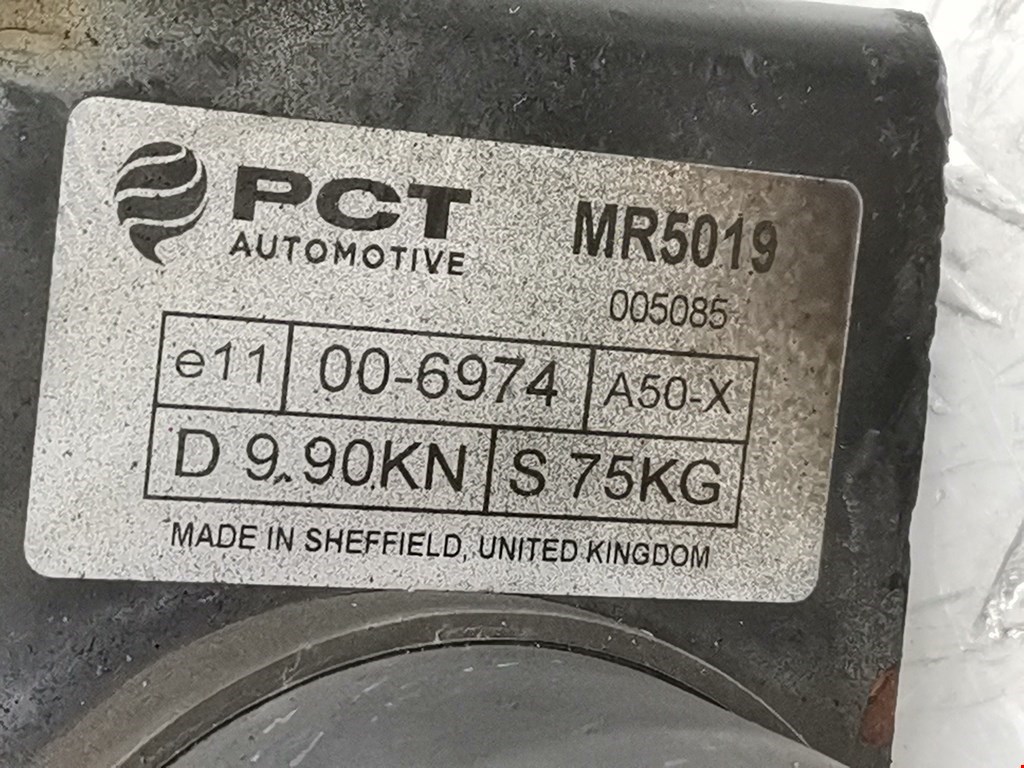 PCT
AUTOMOTIVE
MR5019
005085
e11 00-6974 A50-X
D 9.90KN S 75KG
MADE IN SHEFFIELD, UNITED KINGDOM